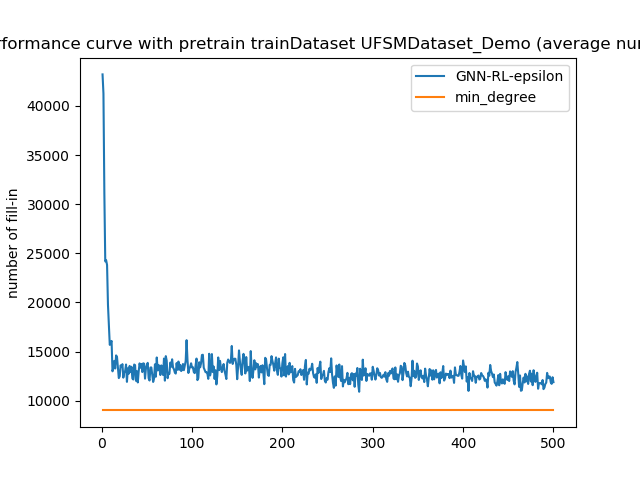 rformance curve with pretrain trainDataset UFSMDataset_Demo (average nu
GNN-RL-epsilon
min_degree
number of fill-in
40000
35000
30000
25000
20000
15000
10000
0 100 200 300 400 500